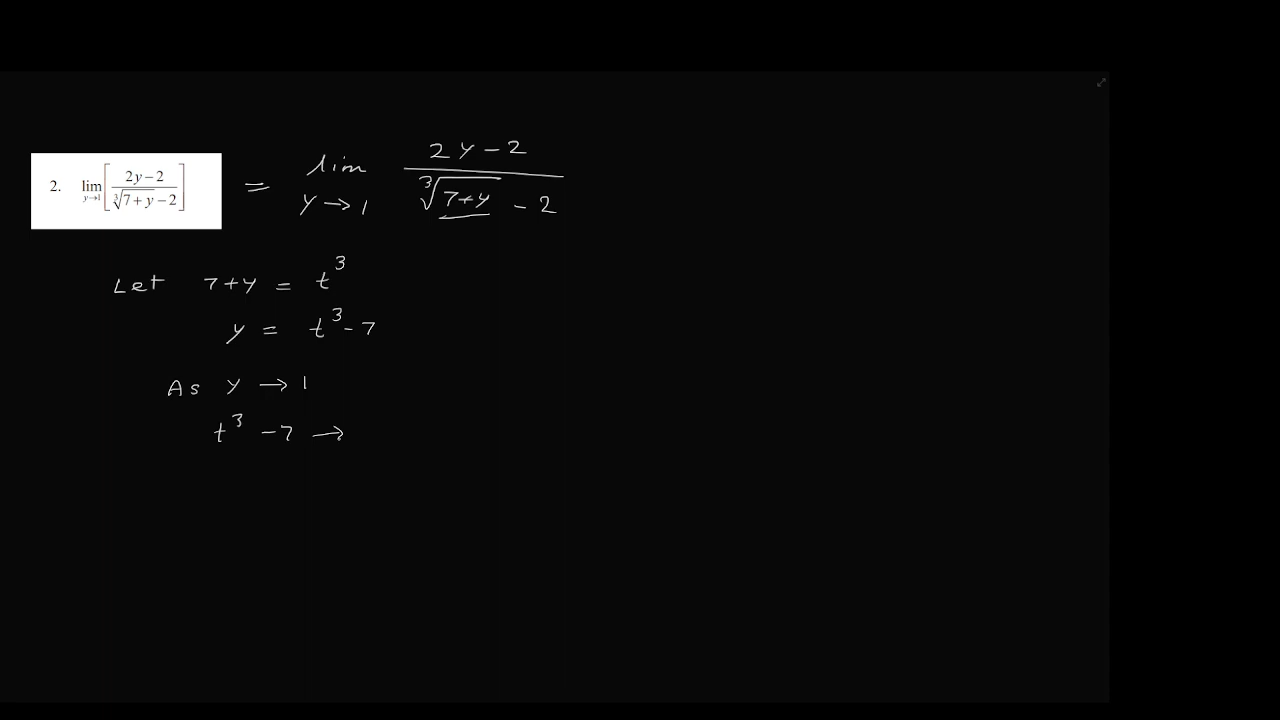 2. lim y→1 [ (2y−2) / (∛(7+y) −2) ] = lim y→1 (2y−2) / (∛(7+y) − 2)
Let 7+y = t³
y = t³−7
As y → 1
t³ −7 →